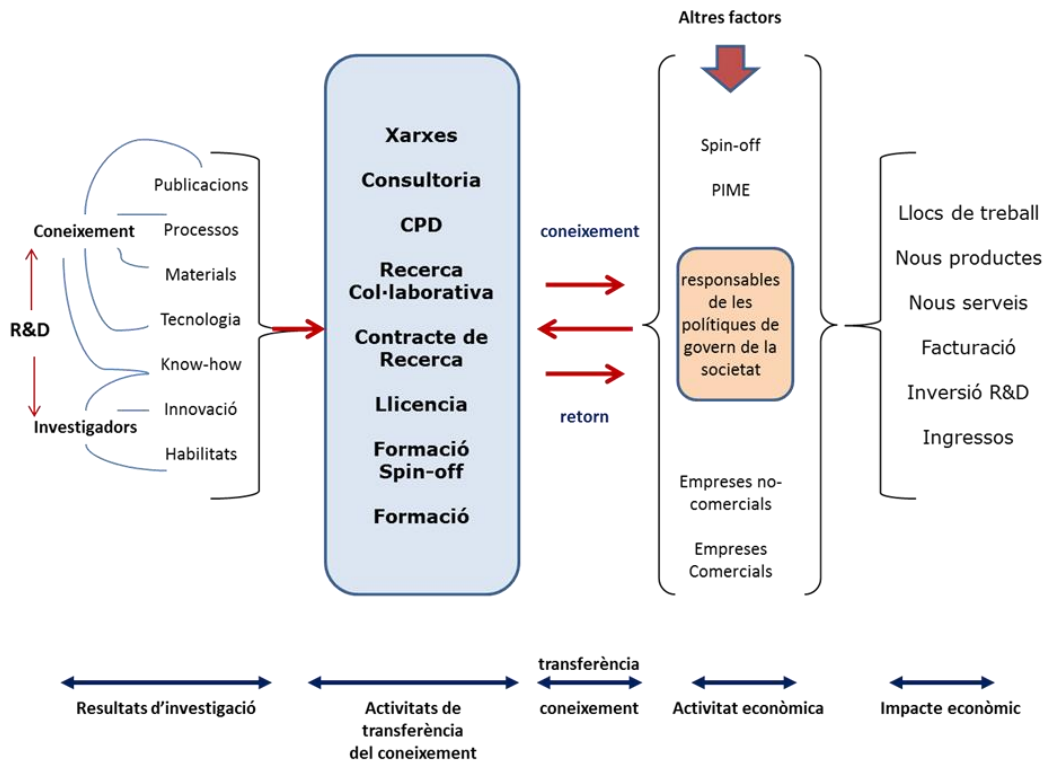 Altres factors
Publicacions
Coneixement
Processos
Materials
Tecnologia
R&D
Know-how
Innovació
Investigadors
Habilitats
Xarxes
Consultoria
CPD
Recerca
Col·laborativa
Contracte de
Recerca
Llicencia
Formació
Spin-off
Formació
coneixement
retorn
Spin-off
PIME
responsables
de les
polítiques de
govern de la
societat
Empreses no-
comercials
Empreses
Comercials
Llocs de treball
Nous productes
Nous serveis
Facturació
Inversió R&D
Ingressos
Resultats d’investigació
Activitats de
transferència
del coneixement
transferència
coneixement
Activitat econòmica
Impacte econòmic